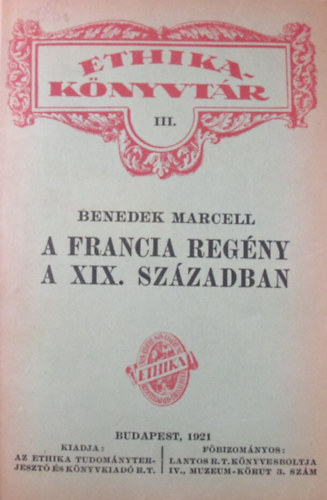 ETHIKA-
KÖNYVTÁR
III.
BENEDEK MARCELL
A FRANCIA REGÉNY
A XIX. SZÁZADBAN
ETHIKA
BUDAPEST, 1921
KIADJA:
AZ ETHIKA TUDOMÁNYTER-
JESZTŐ ÉS KÖNYVKIADÓ R.T.
FŐBIZOMÁNYOS:
LANTOS R.T. KÖNYVESBOLTJA
IV., MUZEUM-KÖRUT 3. SZÁM